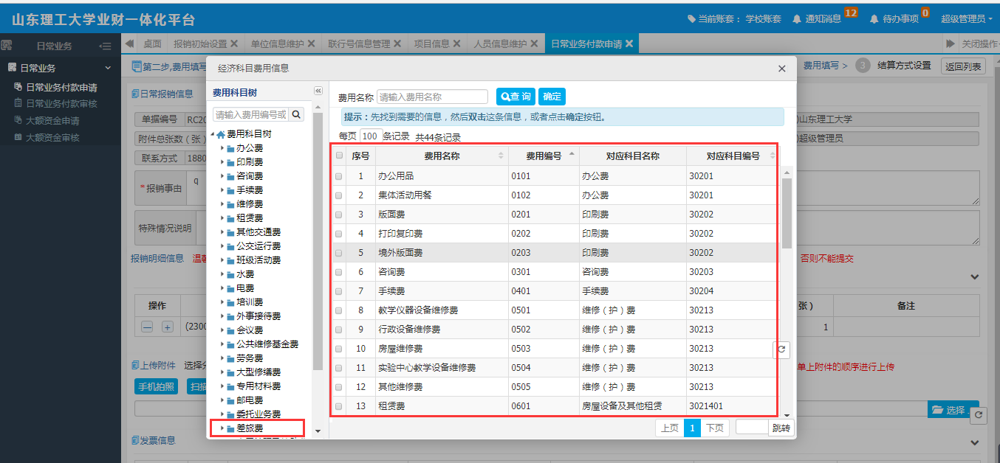 山东理工大学业财一体化平台
当前账套： 学校账套 通知消息 12 待办事项 0 超级管理员
日常业务
桌面 报销初始设置 单位信息维护 联行号信息管理 项目信息 人员信息维护 日常业务付款申请 关闭操作
日常业务
日常业务付款申请
日常业务付款审核
大额资金申请
大额资金审核
第二步,费用填写
费用填写 > 3 结算方式设置 返回列表
日常报销信息
单据编号 RC20
山东理工大学
附件总张数（张）
超级管理员
联系方式 1880
*报销事由 q
特殊情况说明
报销明细信息
否则不能提交
操作
张） 备注
(2300
1
上传附件
单上附件的顺序进行上传
手机拍照
选择
发票信息
经济科目费用信息
费用科目树
请输入费用编号或
费用科目树
办公费
印刷费
咨询费
手续费
维修费
租赁费
其他交通费
公交运行费
班级活动费
水费
电费
培训费
外事接待费
会议费
公共维修基金费
劳务费
大型修缮费
专用材料费
邮电费
委托业务费
差旅费
费用名称 请输入费用名称 查 询 确定
提示：先找到需要的信息，然后双击这条信息，或者点击确定按钮。
每页 100 条记录 共44条记录
序号 费用名称 费用编号 对应科目名称 对应科目编号
1 办公用品 0101 办公费 30201
2 集体活动用餐 0102 办公费 30201
3 版面费 0201 印刷费 30202
4 打印复印费 0202 印刷费 30202
5 境外版面费 0203 印刷费 30202
6 咨询费 0301 咨询费 30203
7 手续费 0401 手续费 30204
8 教学仪器设备维修费 0501 维修（护）费 30213
9 行政设备维修费 0502 维修（护）费 30213
10 房屋维修费 0503 维修（护）费 30213
11 实验中心教学设备维修费 0504 维修（护）费 30213
12 其他维修费 0505 维修（护）费 30213
13 租赁费 0601 房屋设备及其他租赁 3021401
上页 1 下页 跳转